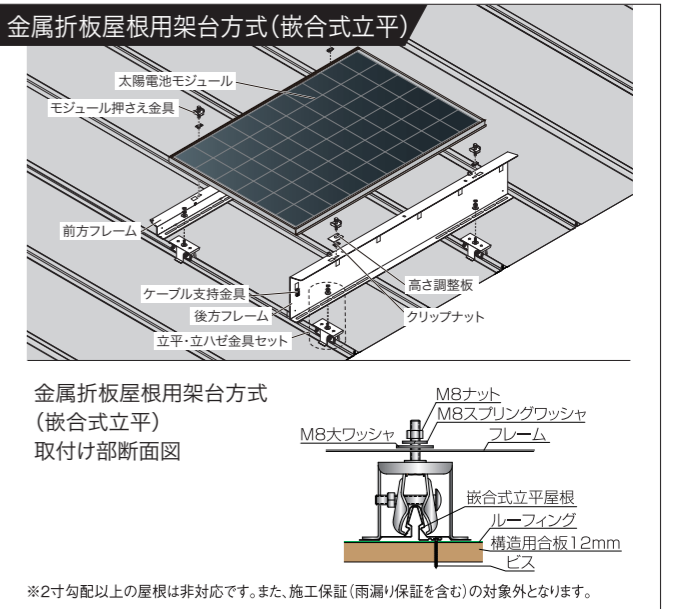 金属折板屋根用架台方式(嵌合式立平)
太陽電池モジュール
モジュール押さえ金具
前方フレーム
ケーブル支持金具
後方フレーム
立平・立ハゼ金具セット
高さ調整板
クリップナット
金属折板屋根用架台方式
(嵌合式立平)
取付け部断面図
M8ナット
M8スプリングワッシャ
M8大ワッシャ
フレーム
嵌合式立平屋根
ルーフィング
構造用合板12mm
ビス
※2寸勾配以上の屋根は非対応です。また、施工保証(雨漏り保証を含む)の対象外となります。